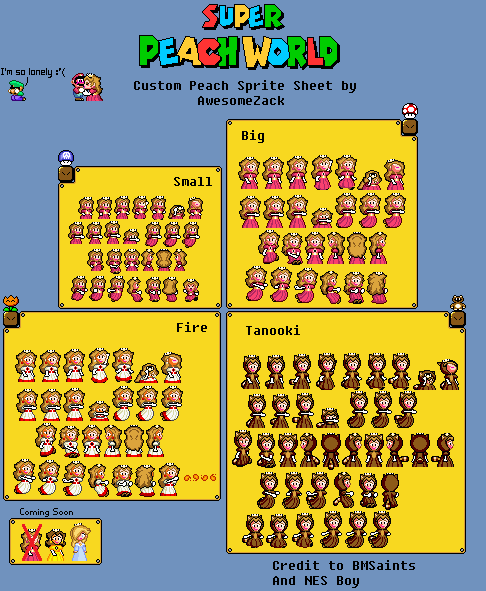 SUPER
PEACH WORLD
I'm so lonely :'(
Custom Peach Sprite Sheet by
AwesomeZack
Big
Small
Fire
Tanooki
Coming Soon
Credit to BMSaints
And NES Boy